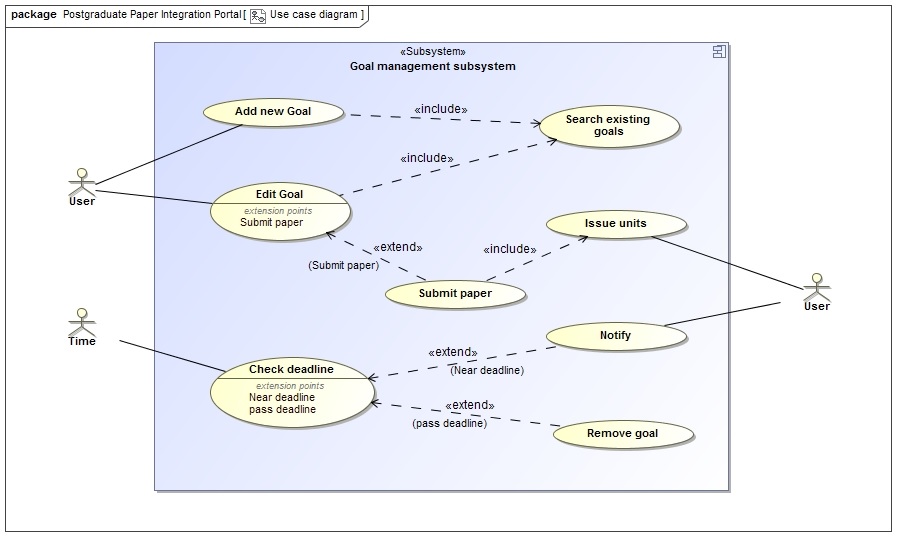 package Postgraduate Paper Integration Portal[ Use case diagram ]
«Subsystem»
Goal management subsystem
Add new Goal
«include»
Search existing
goals
«include»
User
Edit Goal
extension points
Submit paper
Issue units
«extend»
«include»
(Submit paper)
Submit paper
User
Time
Notify
«extend»
(Near deadline)
Check deadline
extension points
Near deadline
pass deadline
«extend»
(pass deadline)
Remove goal